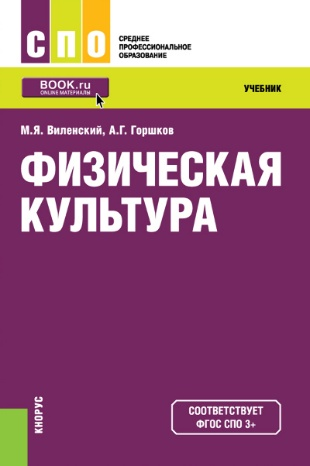 СПО
СРЕДНЕЕ
ПРОФЕССИОНАЛЬНОЕ
ОБРАЗОВАНИЕ
BOOK.ru
ONLINE МАТЕРИАЛЫ
УЧЕБНИК
М.Я. Виленский, А.Г. Горшков
ФИЗИЧЕСКАЯ
КУЛЬТУРА
КНОРУС
СООТВЕТСТВУЕТ
ФГОС СПО 3+